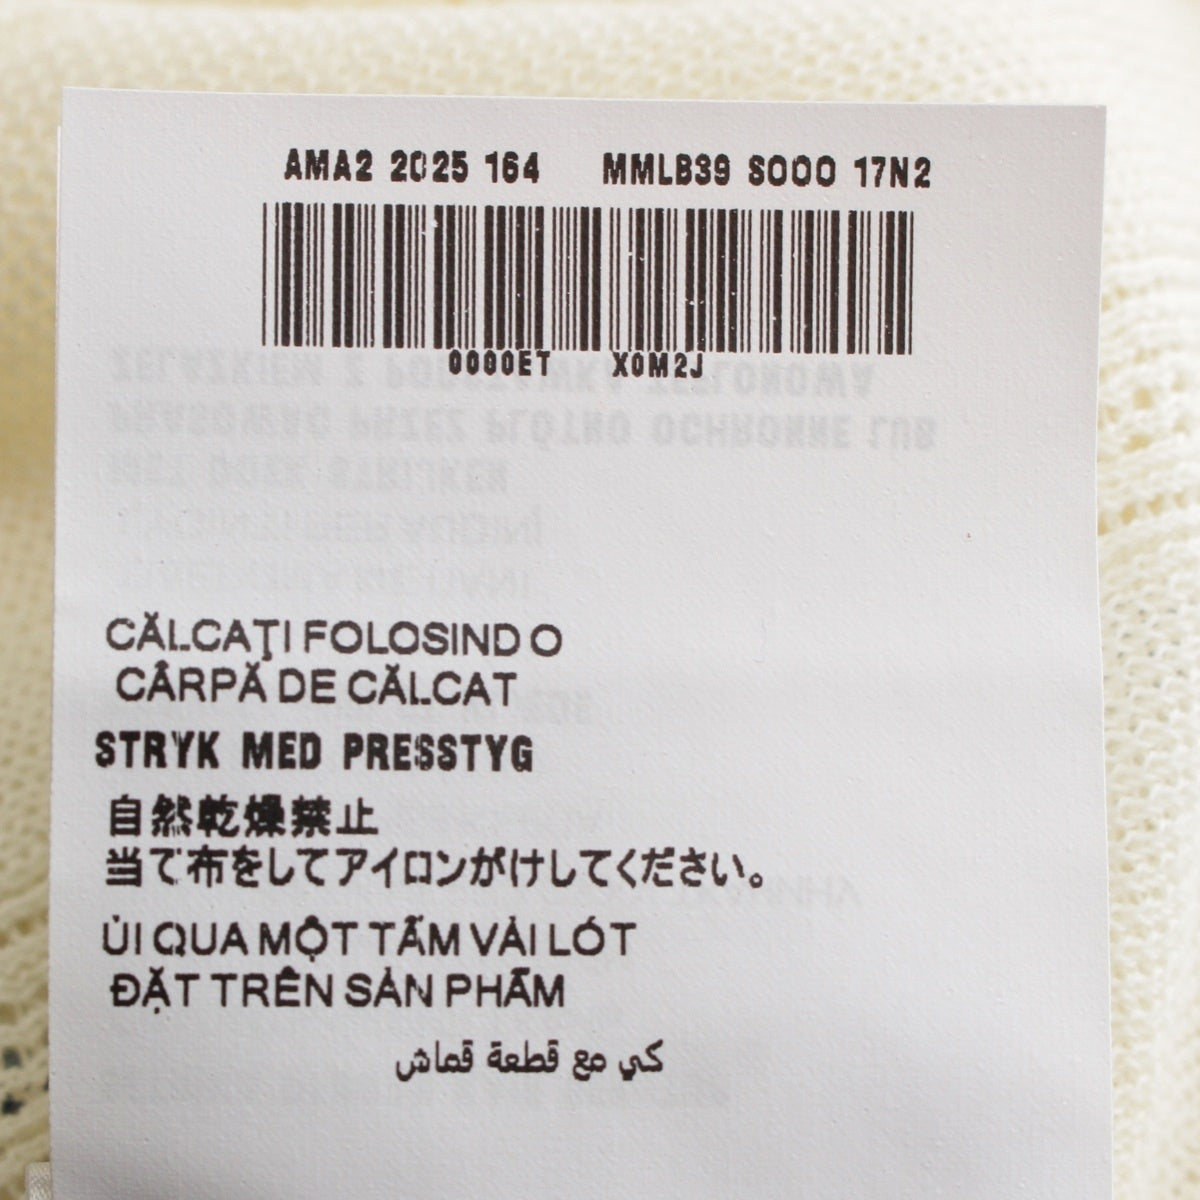 AMA2 2025 164 MMLB39 S000 17N2
0000ET X0M2J
CĂLCAŢI FOLOSIND O
CÂRPĂ DE CĂLCAT
STRYK MED PRESSTYG
自然乾燥禁止
当て布をしてアイロンがけしてください。
ỦI QUA MỘT TẤM VẢI LÓT
ĐẶT TRÊN SẢN PHẨM
كي مع قطعة قماش